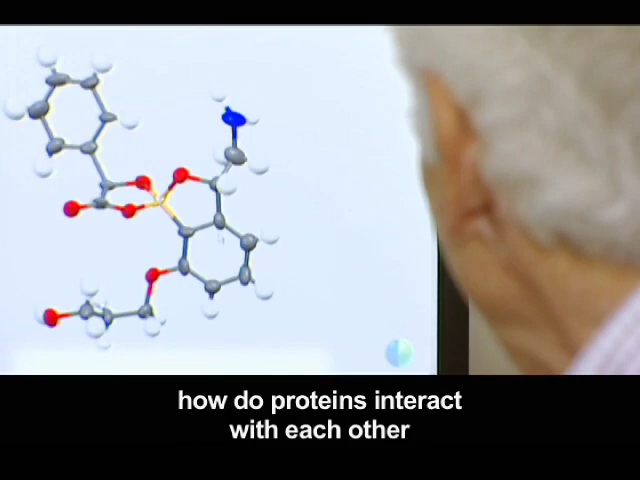 how do proteins interact
with each other